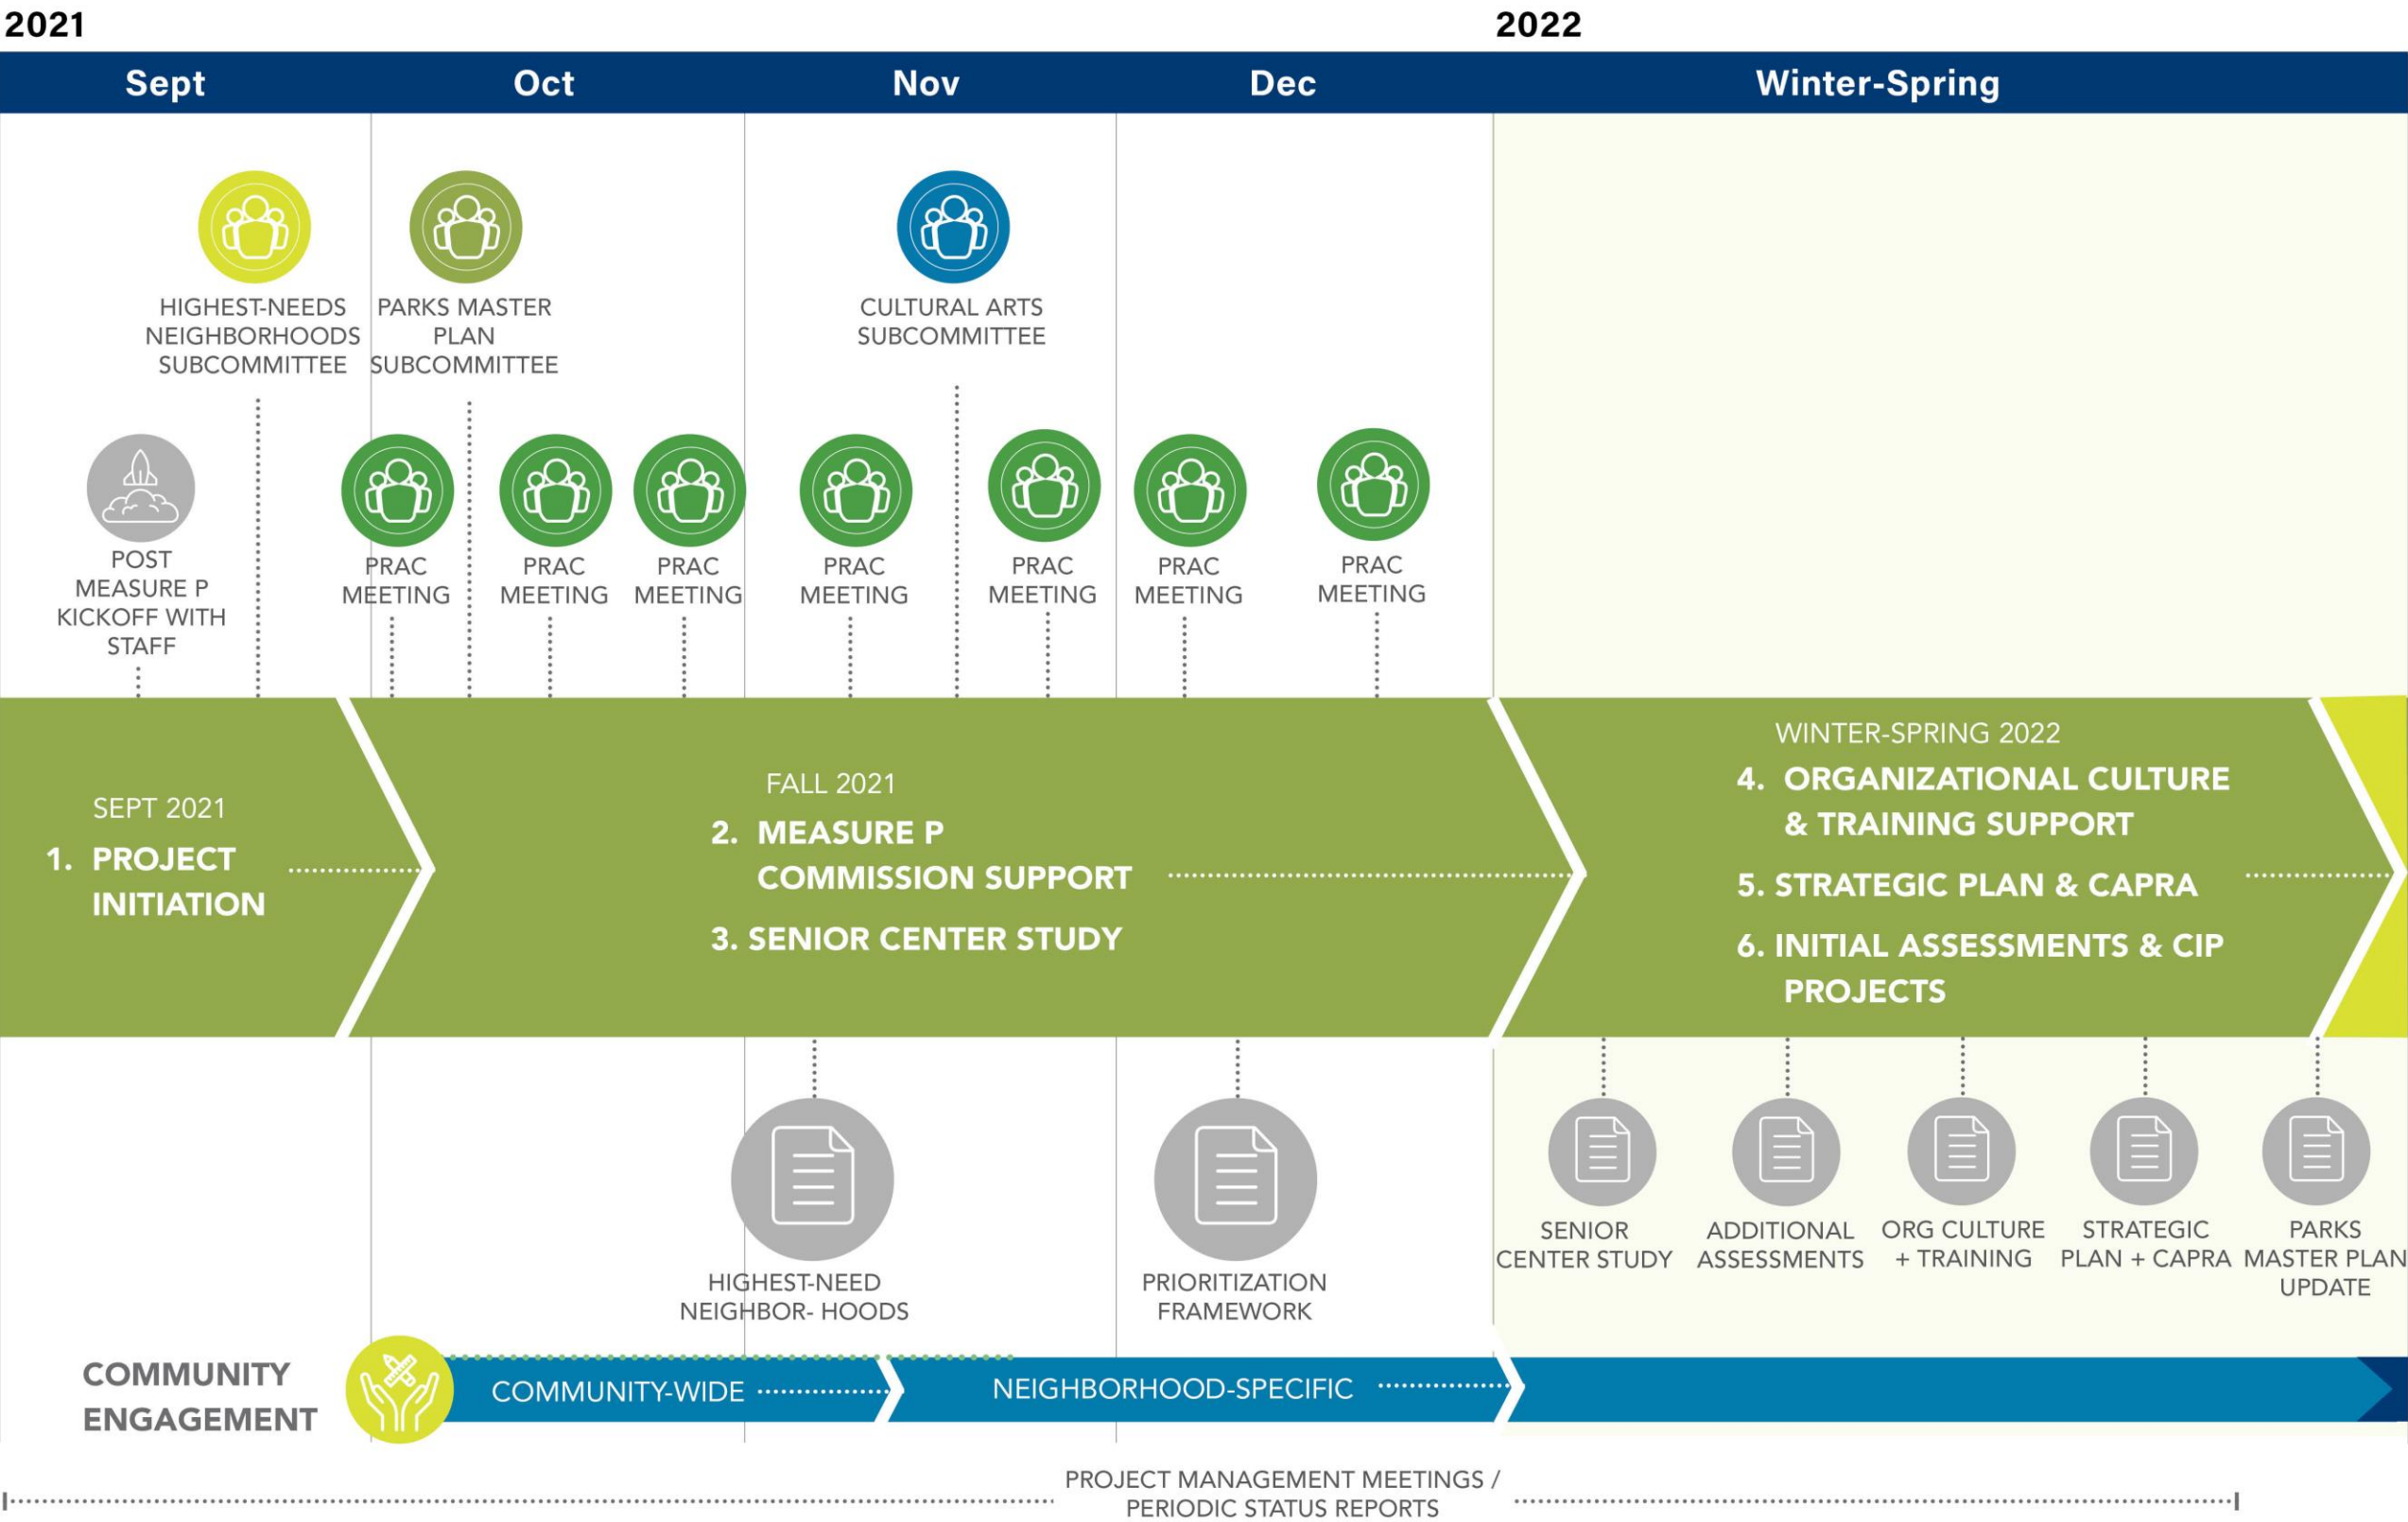 2021
2022
Sept
Oct
Nov
Dec
Winter-Spring
HIGHEST-NEEDS
NEIGHBORHOODS
SUBCOMMITTEE
PARKS MASTER
PLAN
SUBCOMMITTEE
CULTURAL ARTS
SUBCOMMITTEE
POST
MEASURE P
KICKOFF WITH
STAFF
PRAC
MEETING
PRAC
MEETING
PRAC
MEETING
PRAC
MEETING
PRAC
MEETING
PRAC
MEETING
PRAC
MEETING
SEPT 2021
1. PROJECT
INITIATION
FALL 2021
2. MEASURE P
COMMISSION SUPPORT
3. SENIOR CENTER STUDY
WINTER-SPRING 2022
4. ORGANIZATIONAL CULTURE
& TRAINING SUPPORT
5. STRATEGIC PLAN & CAPRA
6. INITIAL ASSESSMENTS & CIP
PROJECTS
HIGHEST-NEED
NEIGHBOR- HOODS
PRIORITIZATION
FRAMEWORK
SENIOR
CENTER STUDY
ADDITIONAL
ASSESSMENTS
ORG CULTURE
+ TRAINING
STRATEGIC
PLAN + CAPRA
PARKS
MASTER PLAN
UPDATE
COMMUNITY
ENGAGEMENT
COMMUNITY-WIDE
NEIGHBORHOOD-SPECIFIC
PROJECT MANAGEMENT MEETINGS /
PERIODIC STATUS REPORTS